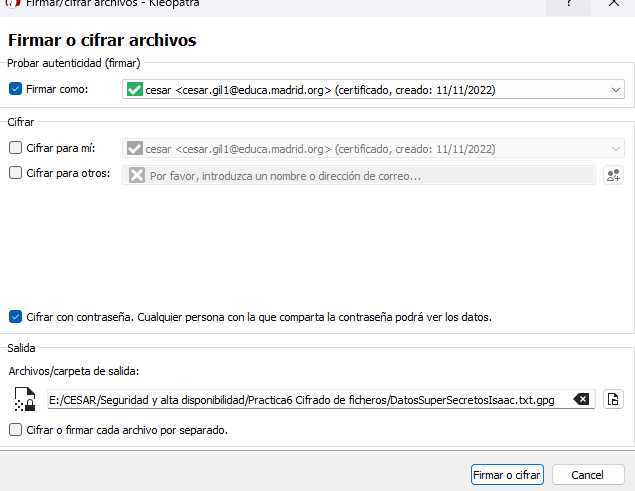 Firmar/cifrar archivos - Kleopatra
Firmar o cifrar archivos
Probar autenticidad (firmar)
Firmar como:
cesar <cesar.gil1@educa.madrid.org> (certificado, creado: 11/11/2022)
Cifrar
Cifrar para mí:
cesar <cesar.gil1@educa.madrid.org> (certificado, creado: 11/11/2022)
Cifrar para otros:
Por favor, introduzca un nombre o dirección de correo...
Cifrar con contraseña. Cualquier persona con la que comparta la contraseña podrá ver los datos.
Salida
Archivos/carpeta de salida:
E:/CESAR/Seguridad y alta disponibilidad/Practica6 Cifrado de ficheros/DatosSuperSecretosIsaac.txt.gpg
Cifrar o firmar cada archivo por separado.
Firmar o cifrar
Cancel